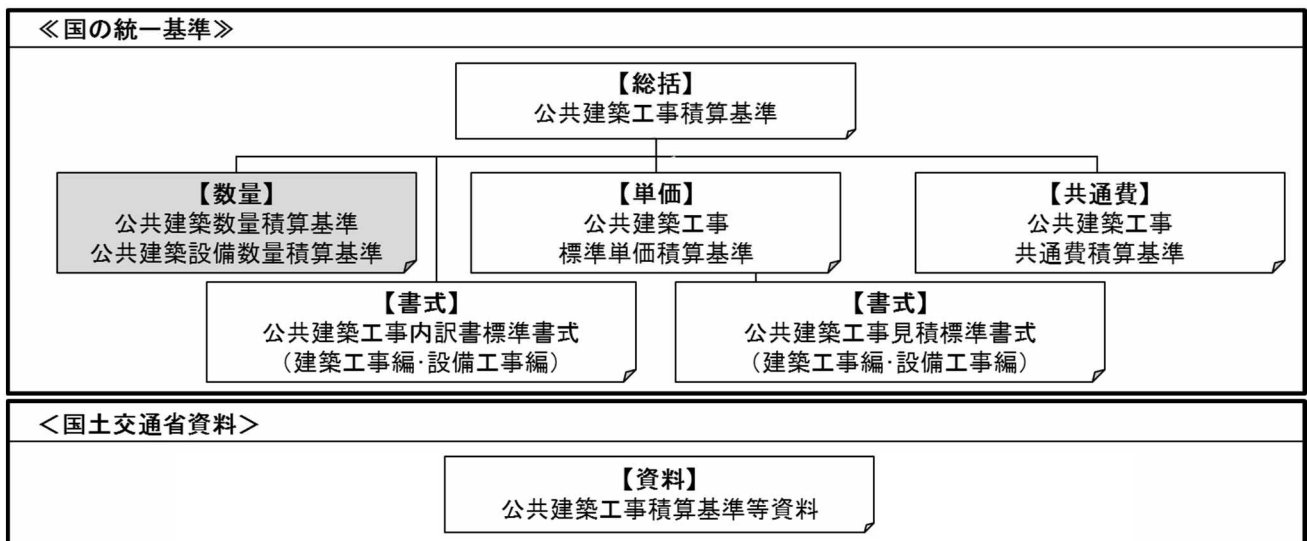 ≪国の統一基準≫
【総括】
公共建築工事積算基準
【数量】
公共建築数量積算基準
公共建築設備数量積算基準
【単価】
公共建築工事
標準単価積算基準
【共通費】
公共建築工事
共通費積算基準
【書式】
公共建築工事内訳書標準書式
（建築工事編･設備工事編）
【書式】
公共建築工事見積標準書式
（建築工事編･設備工事編）
＜国土交通省資料＞
【資料】
公共建築工事積算基準等資料